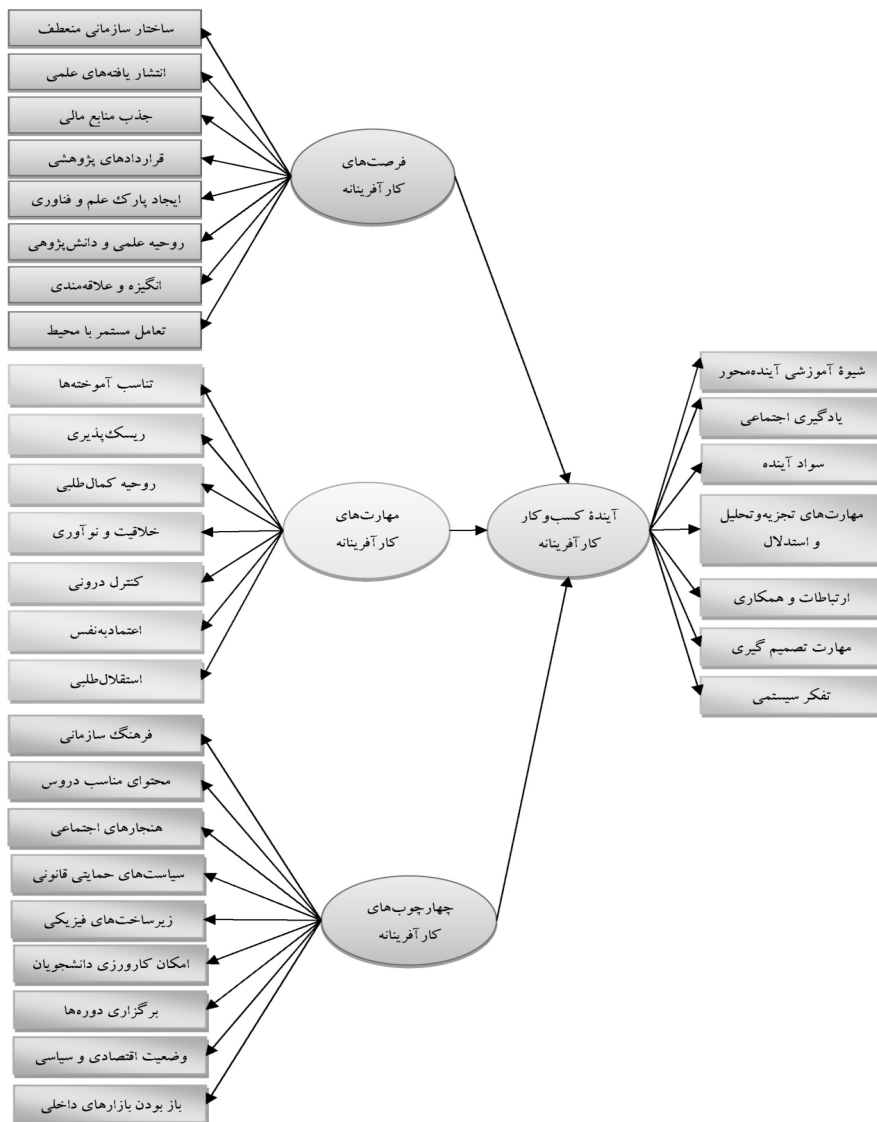 ساختار سازمانی منعطف
انتشار یافته‌های علمی
جذب منابع مالی
قراردادهای پژوهشی
ایجاد پارک علم و فناوری
روحیه علمی و دانش‌پژوهی
انگیزه و علاقه‌مندی
تعامل مستمر با محیط
فرصت‌های
کارآفرینانه
تناسب آموخته‌ها
ریسک‌پذیری
روحیه کمال‌طلبی
خلاقیت و نوآوری
کنترل درونی
اعتمادبه‌نفس
استقلال‌طلبی
مهارت‌های
کارآفرینانه
فرهنگ سازمانی
محتوای مناسب دروس
هنجارهای اجتماعی
سیاست‌های حمایتی قانونی
زیرساخت‌های فیزیکی
امکان کارورزی دانشجویان
برگزاری دوره‌ها
وضعیت اقتصادی و سیاسی
باز بودن بازارهای داخلی
چهارچوب‌های
کارآفرینانه
آیندۀ کسب‌وکار
کارآفرینانه
شیوۀ آموزشی آینده‌محور
یادگیری اجتماعی
سواد آینده
مهارت‌های تجزیه‌وتحلیل
و استدلال
ارتباطات و همکاری
مهارت تصمیم گیری
تفکر سیستمی